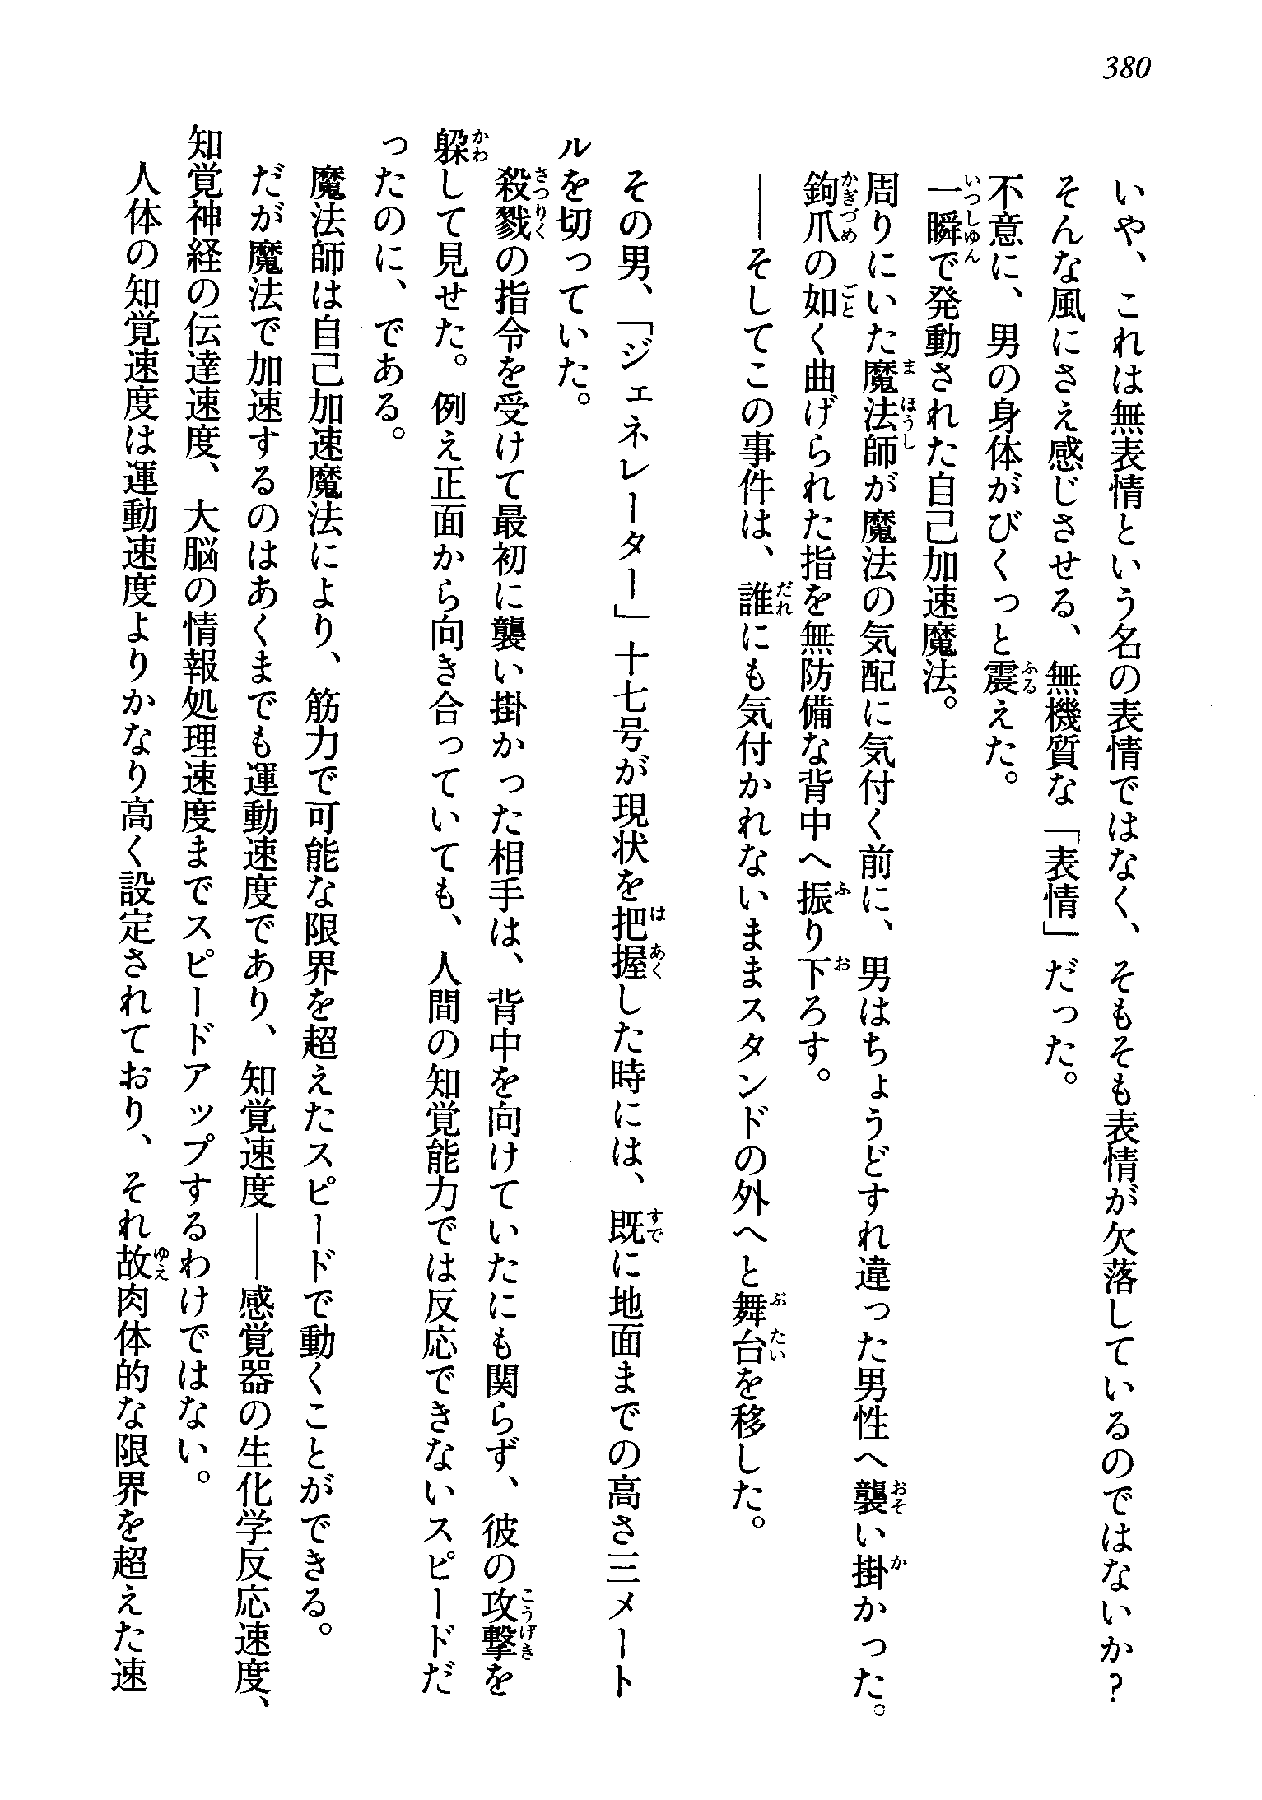 380
いや、これは無表情という名の表情ではなく、そもそも表情が欠落しているのではないか？
そんな風にさえ感じさせる、無機質な「表情」だった。
不意に、男の身体がびくっと震えた。
一瞬で発動された自己加速魔法。
周りにいた魔法師が魔法の気配に気付く前に、男はちょうどすれ違った男性へ襲い掛かった。
鉤爪の如く曲げられた指を無防備な背中へ振り下ろす。
――そしてこの事件は、誰にも気付かれないままスタンドの外へと舞台を移した。
その男、「ジェネレーター」十七号が現状を把握した時には、既に地面までの高さ三メート
ルを切っていた。
殺戮の指令を受けて最初に襲い掛かった相手は、背中を向けていたにも関らず、彼の攻撃を
躱して見せた。例え正面から向き合っていても、人間の知覚能力では反応できないスピードだ
ったのに、である。
魔法師は自己加速魔法により、筋力で可能な限界を超えたスピードで動くことができる。
だが魔法で加速するのはあくまでも運動速度であり、知覚速度――感覚器の生化学反応速度、
知覚神経の伝達速度、大脳の情報処理速度までスピードアップするわけではない。
人体の知覚速度は運動速度よりかなり高く設定されており、それ故肉体的な限界を超えた速